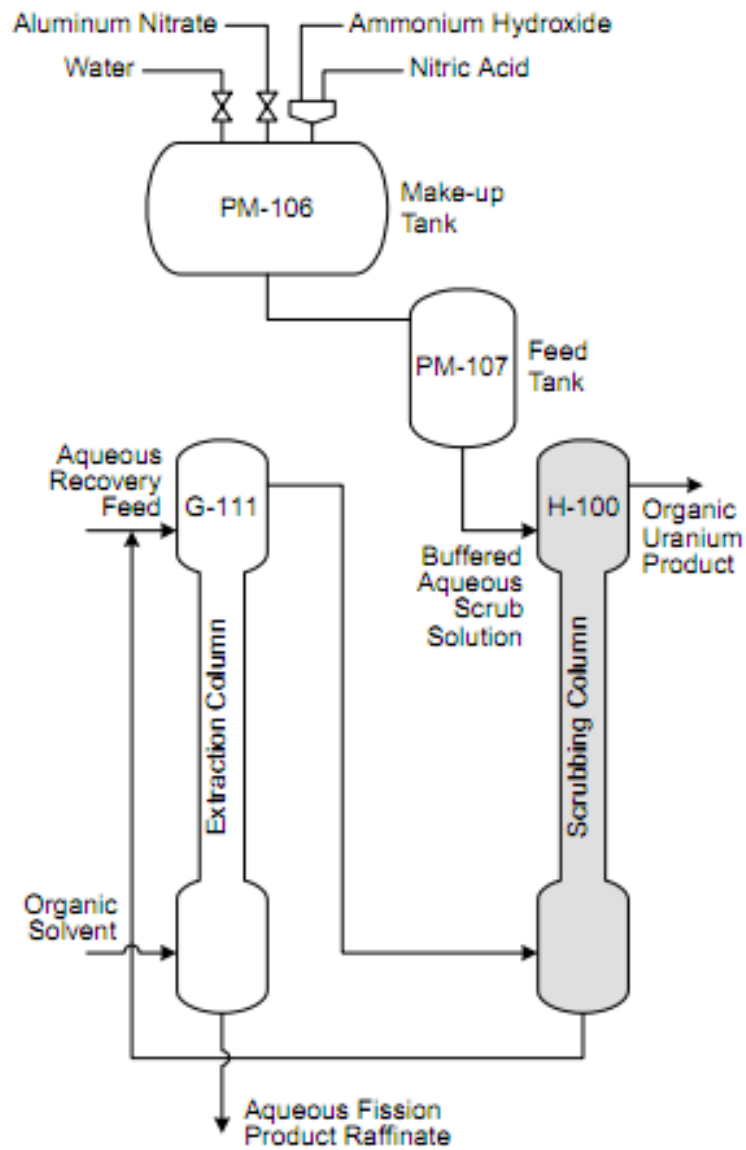 Aluminum Nitrate
Ammonium Hydroxide
Water
Nitric Acid
PM-106
Make-up
Tank
PM-107
Feed
Tank
Aqueous
Recovery
Feed
G-111
H-100
Organic
Uranium
Product
Buffered
Aqueous
Scrub
Solution
Extraction Column
Scrubbing Column
Organic
Solvent
Aqueous Fission
Product Raffinate